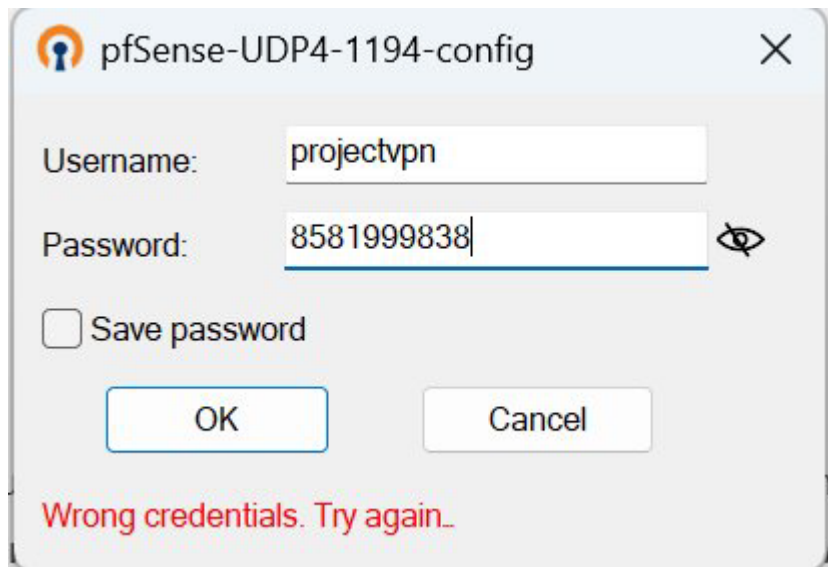 pfSense-UDP4-1194-config
Username: projectvpn
Password: 8581999838
Save password
OK Cancel
Wrong credentials. Try again...